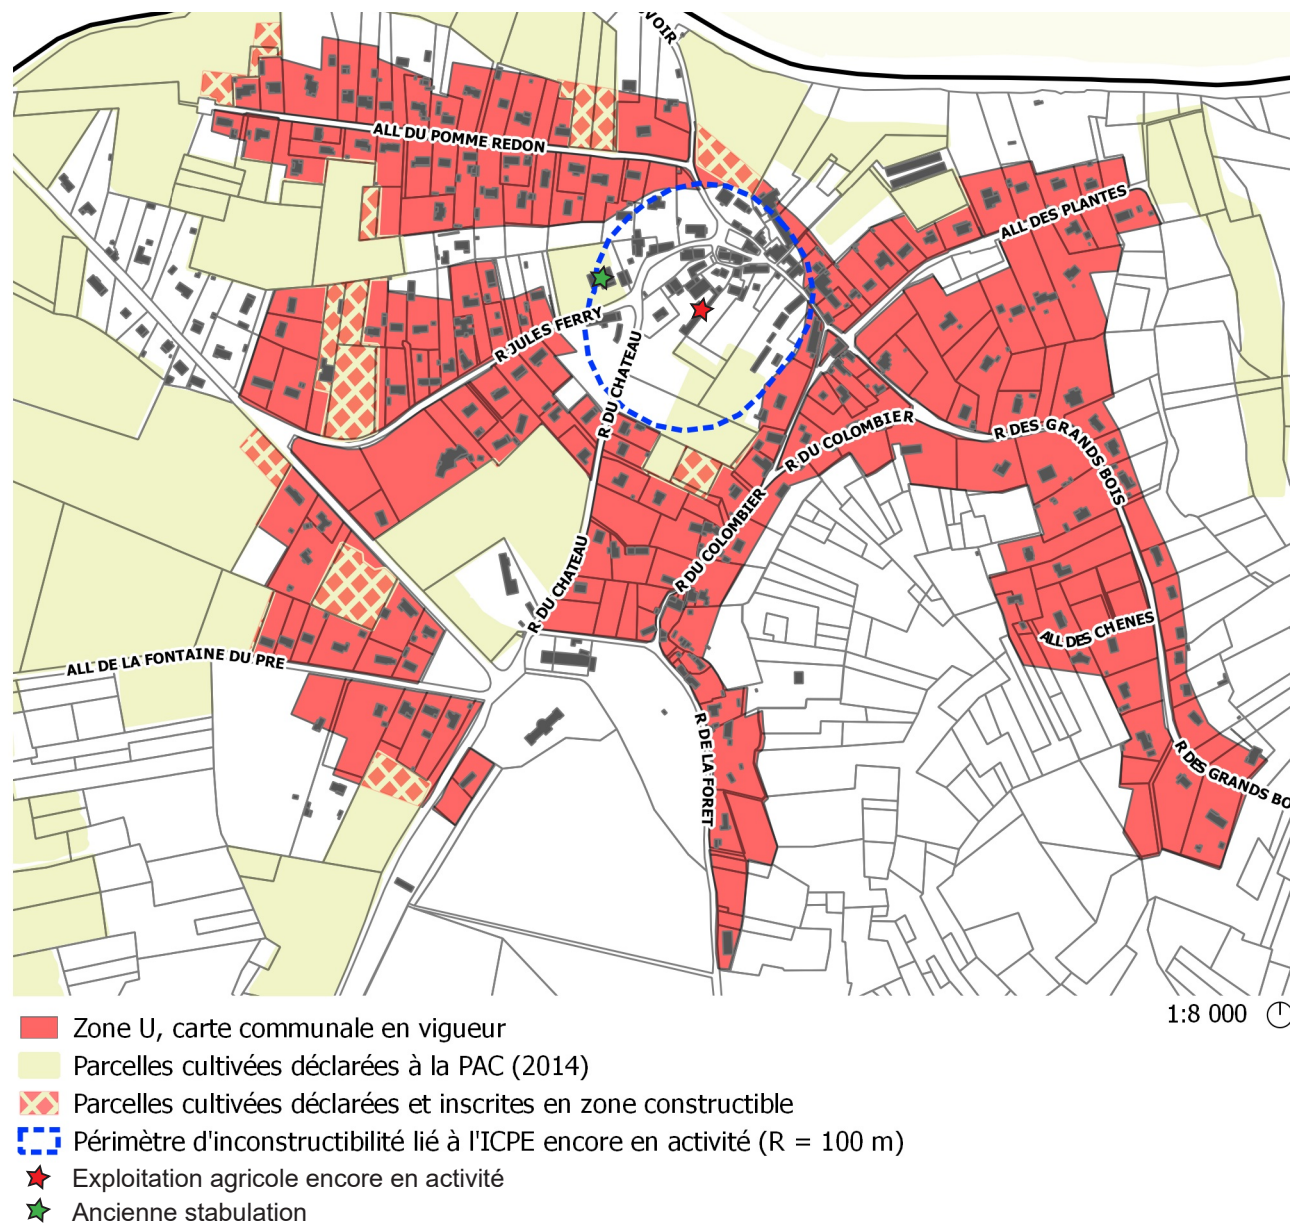 VOIR
ALL DU POMME REDON
ALL DES PLANTES
R JULES FERRY
R DU CHATEAU
R DU COLOMBIER
R DES GRANDS BOIS
R DU COLOMBIER
R DU CHATEAU
ALL DES CHENES
ALL DE LA FONTAINE DU PRE
R DE LA FORET
R DES GRANDS BO
1:8 000
Zone U, carte communale en vigueur
Parcelles cultivées déclarées à la PAC (2014)
Parcelles cultivées déclarées et inscrites en zone constructible
Périmètre d'inconstructibilité lié à l'ICPE encore en activité (R = 100 m)
Exploitation agricole encore en activité
Ancienne stabulation